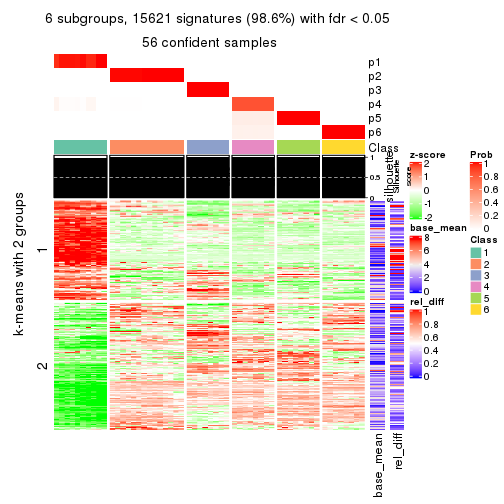 6 subgroups, 15621 signatures (98.6%) with fdr < 0.05
56 confident samples
p1
p2
p3
p4
p5
p6
Class
1
0.5
0
silhouette
Silhouette
score
k-means with 2 groups
1
2
base_mean
rel_diff
z-score
2
1
0
-1
-2
base_mean
8
6
4
2
0
rel_diff
1
0.8
0.6
0.4
0.2
0
Prob
1
0.8
0.6
0.4
0.2
0
Class
1
2
3
4
5
6